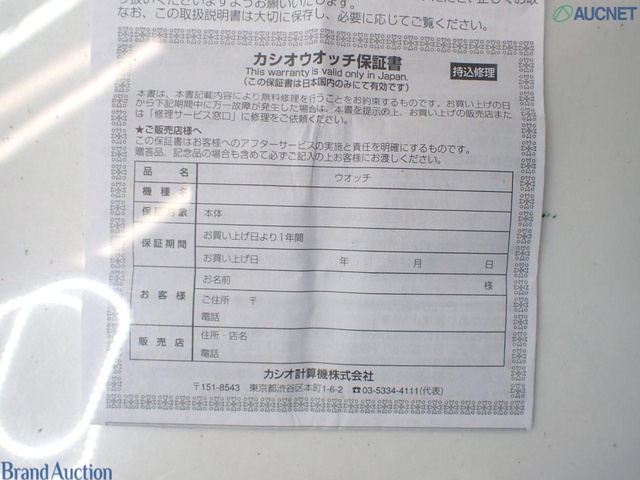 AUCNET
なお、この取扱説明書は大切に保存し、必要に応じてご覧ください。
カシオウオッチ保証書
This warranty is valid only in Japan.
(この保証書は日本国内のみにて有効です)
持込修理
本書は、本書記載内容により無料修理を行うことをお約束するものです。お買い上げの日
から下記期間中に万一故障が発生した場合は、本書を提示の上、お買い上げの販売店また
は「修理サービス窓口」に修理をご依頼ください。
★ご販売店様へ
この保証書はお客様へのアフターサービスの実施と責任を明確にするものです。
贈答品、記念品の場合も含めて必ずご記入の上お客様にお渡しください。
品 名 ウオッチ
機 種 名
保証対象 本体
保証期間 お買い上げ日より1年間
お買い上げ日 年 月 日
お客様 お名前 様
ご住所 〒
電話
販売店 住所・店名
電話
カシオ計算機株式会社
〒151-8543 東京都渋谷区本町1-6-2 ☎03-5334-4111(代表)
Brand Auction